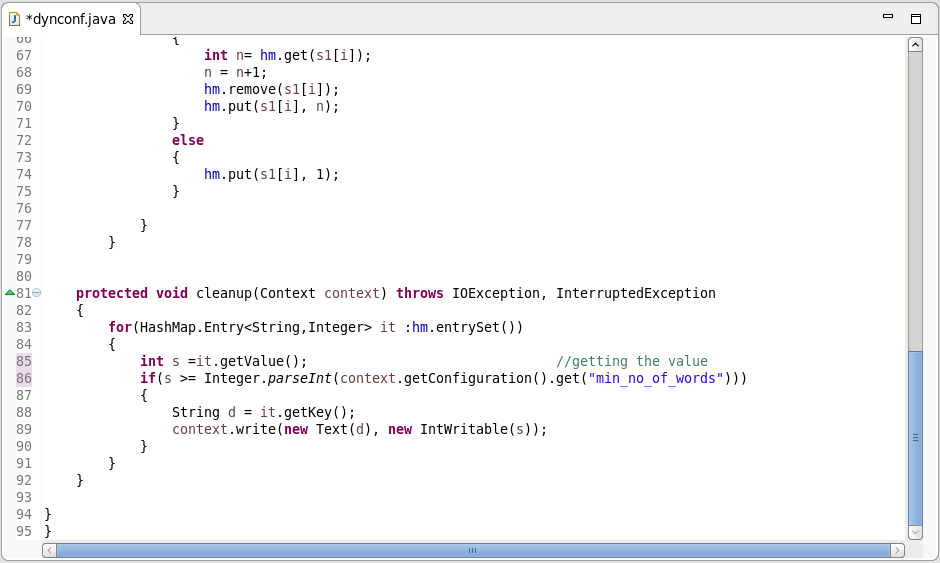 *dynconf.java
66 {
67 int n= hm.get(s1[i]);
68 n = n+1;
69 hm.remove(s1[i]);
70 hm.put(s1[i], n);
71 }
72 else
73 {
74 hm.put(s1[i], 1);
75 }
76
77 }
78 }
79
80
81 protected void cleanup(Context context) throws IOException, InterruptedException
82 {
83 for(HashMap.Entry<String,Integer> it :hm.entrySet())
84 {
85 int s =it.getValue(); //getting the value
86 if(s >= Integer.parseInt(context.getConfiguration().get("min_no_of_words")))
87 {
88 String d = it.getKey();
89 context.write(new Text(d), new IntWritable(s));
90 }
91 }
92 }
93
94 }
95 }